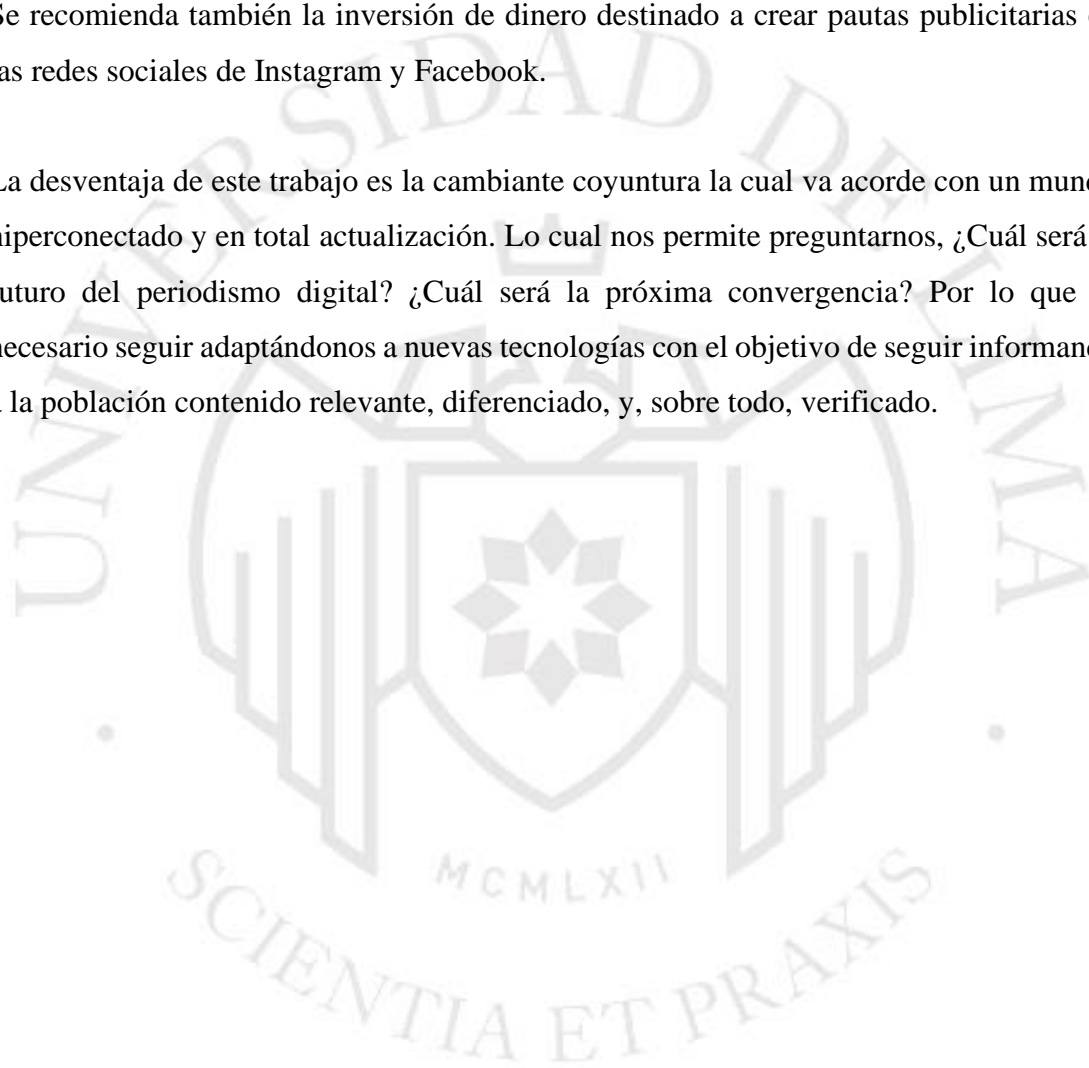 Se recomienda también la inversión de dinero destinado a crear pautas publicitarias
as redes sociales de Instagram y Facebook.
La desventaja de este trabajo es la cambiante coyuntura la cual va acorde con un mund
hiperconectado y en total actualización. Lo cual nos permite preguntarnos, ¿Cuál será
uturo del periodismo digital? ¿Cuál será la próxima convergencia? Por lo que
necesario seguir adaptándonos a nuevas tecnologías con el objetivo de seguir informand
a la población contenido relevante, diferenciado, y, sobre todo, verificado.
UNIVERSIDAD DE LIMA
MCMLXII
SCIENTIA ET PRAXIS